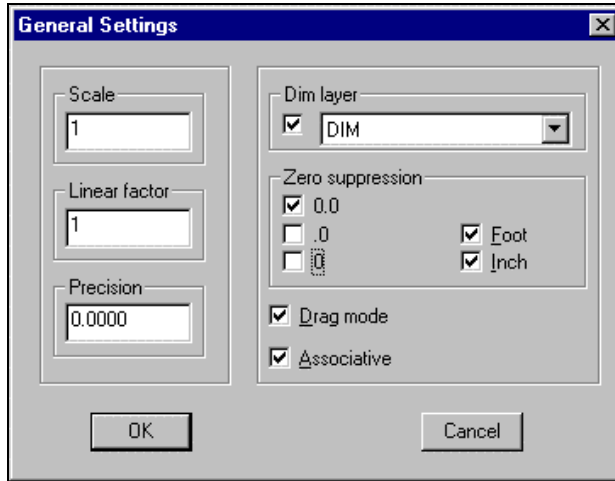 General Settings
Scale
1
Linear factor
1
Precision
0.0000
Dim layer
DIM
Zero suppression
0.0
.0
Foot
0
Inch
Drag mode
Associative
OK
Cancel